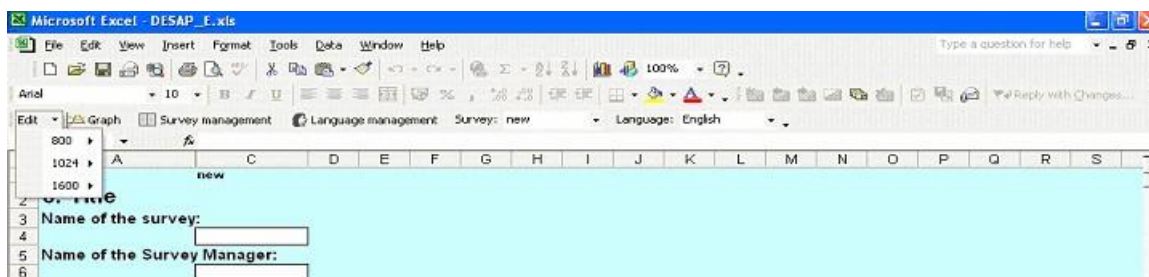 Microsoft Excel - DESAP_E.xls
File Edit View Insert Format Tools Data Window Help Type a question for help
100%
Arial 10 B I U Reply with Changes...
Edit Graph Survey management Language management Survey: new Language: English
800 fx
1024 A C D E F G H I J K L M N O P Q R S
1600 new
2
3 Name of the survey:
4
5 Name of the Survey Manager:
6